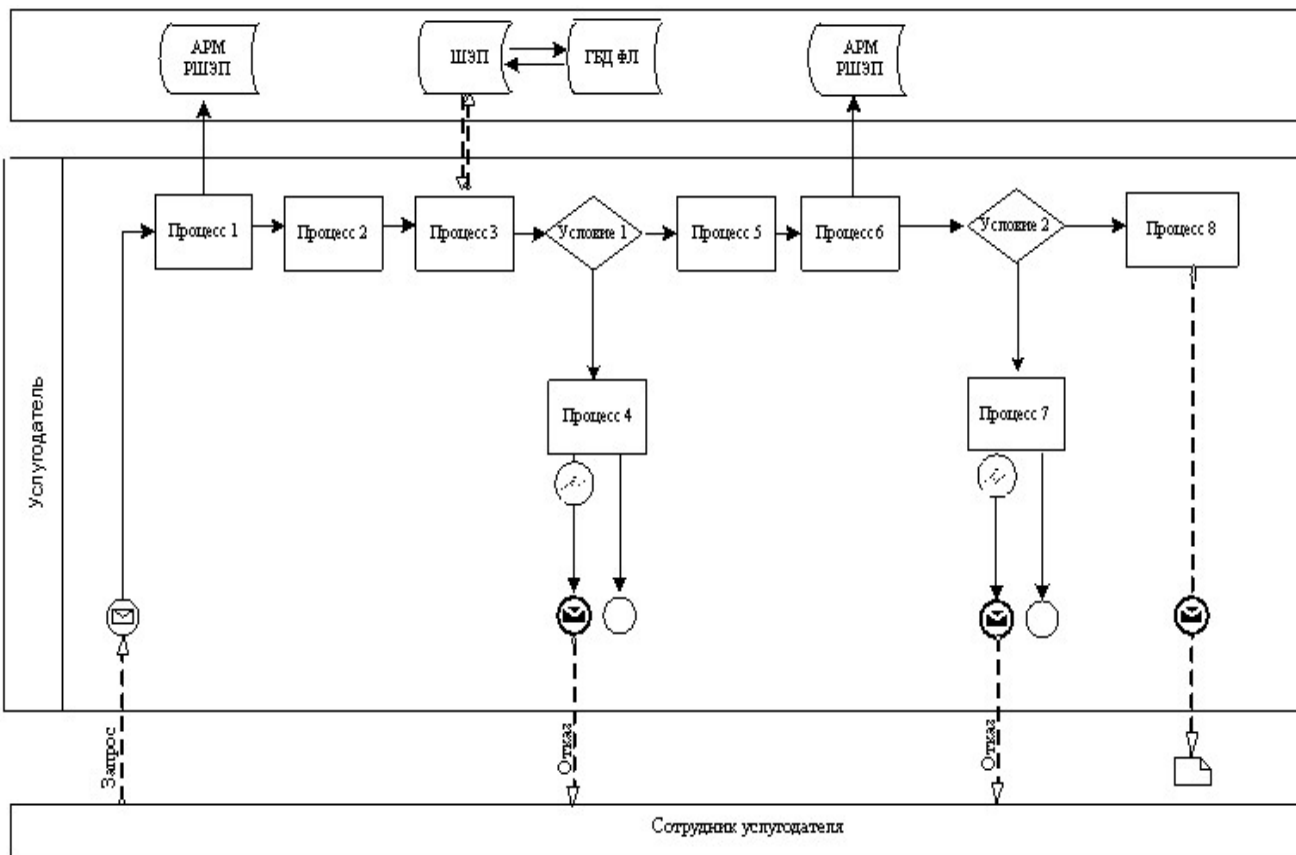 АРМ
РШЭП
ШЭП
ГБД ФЛ
АРМ
РШЭП
Услугодатель
Процесс 1
Процесс 2
Процесс 3
Условие 1
Процесс 5
Процесс 6
Условие 2
Процесс 8
Процесс 4
Процесс 7
Запрос
Отказ
Отказ
Сотрудник услугодателя